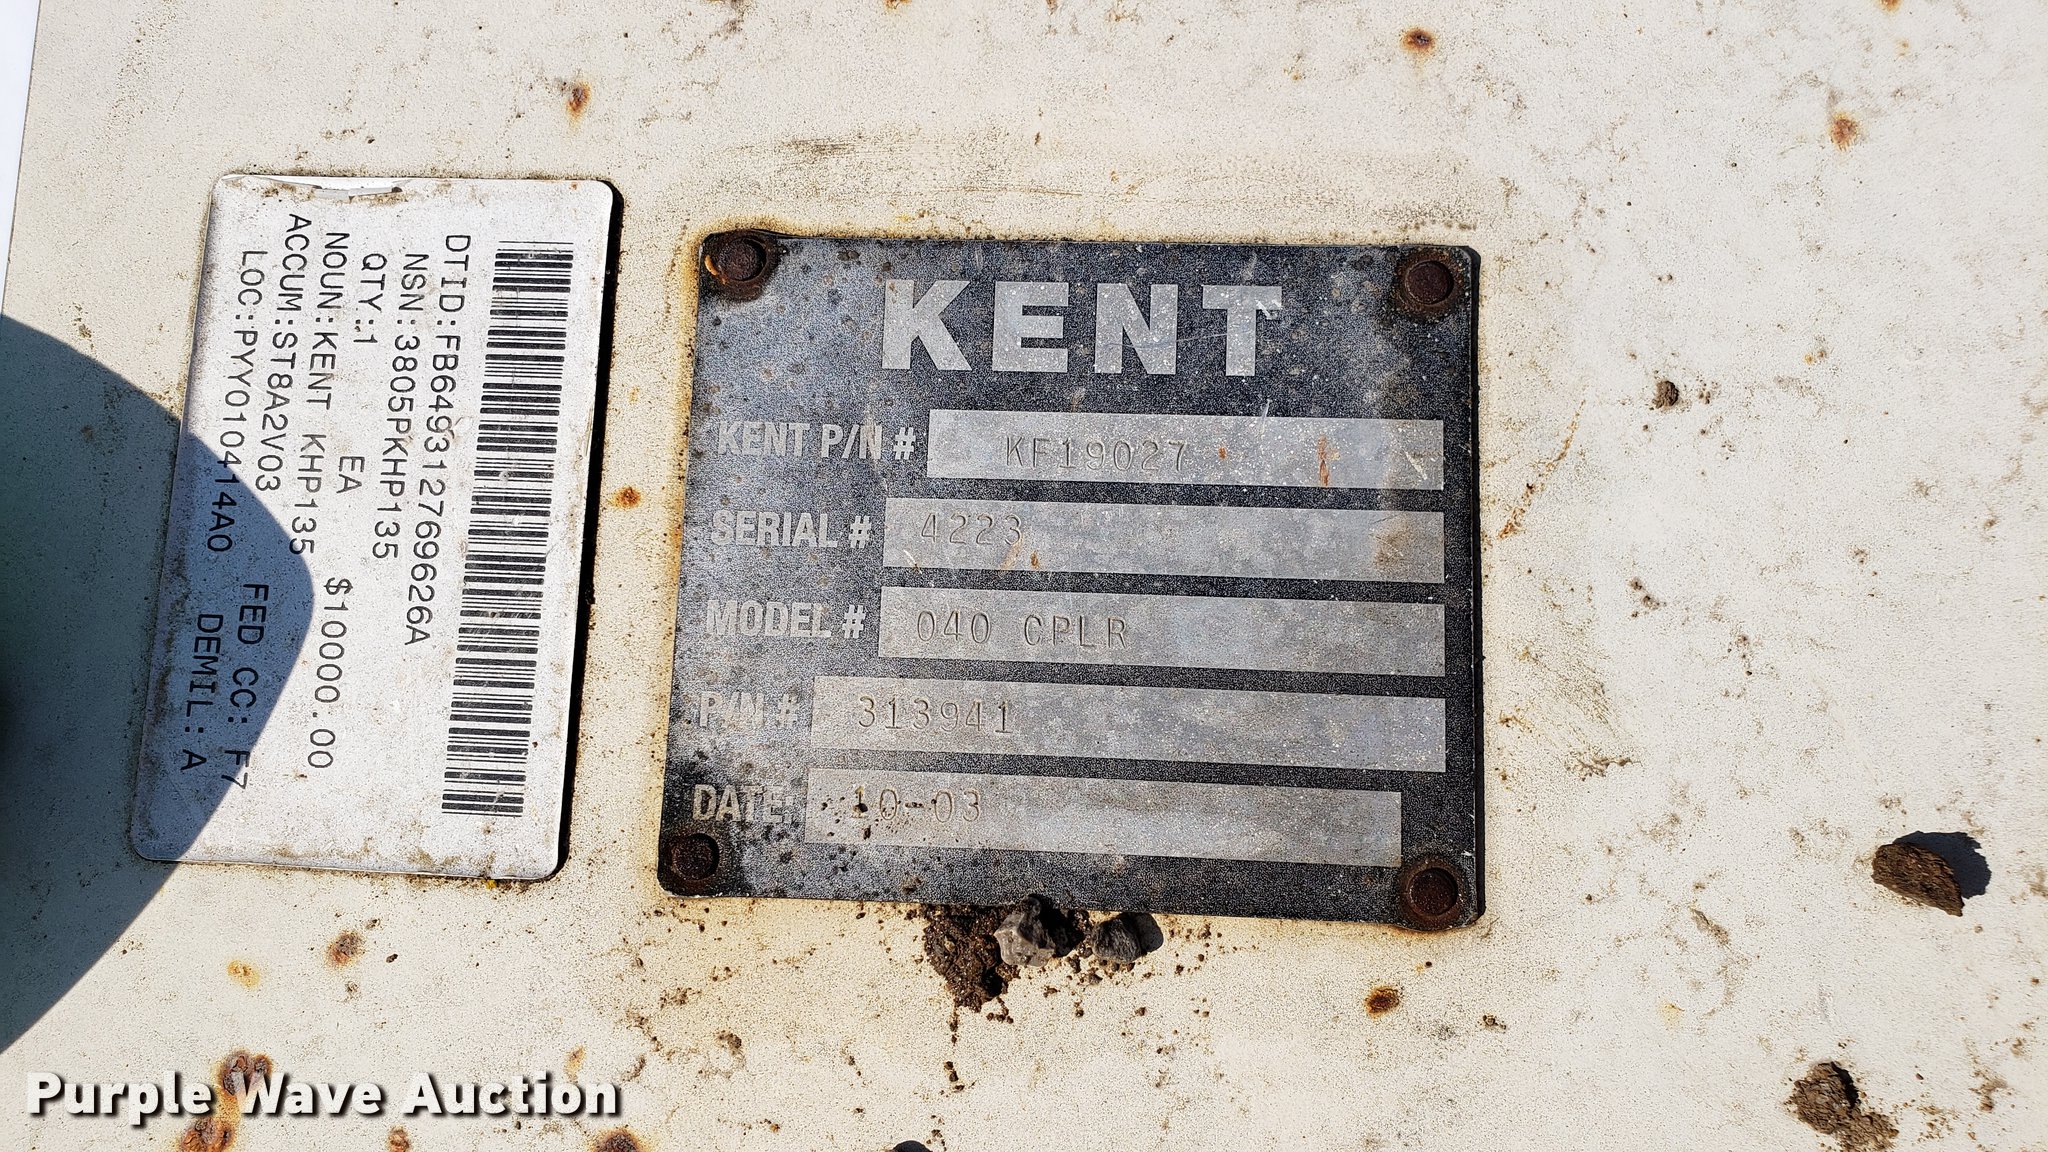 DTID:FB6493127696​26A
NSN:3805PKHP135
QTY:1 EA $10000.00
NOUN:KENT KHP135
ACCUM:ST8A2V03 FED CC: F7
LOC:PYY010414A0 DEMIL: A
KENT
KENT P/N # KF19027
SERIAL # 4223
MODEL # 040 CPLR
P/N # 313941
DATE: 10-03
Purple Wave Auction